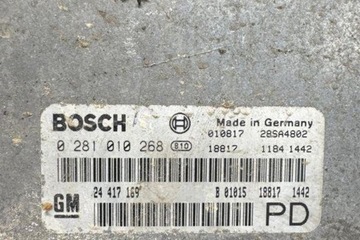 BOSCH Made in Germany
010817 28SA4802
0 281 010 268 810 18817 1184 1442
GM 24 417 169 B 01015 18817 1442
PD